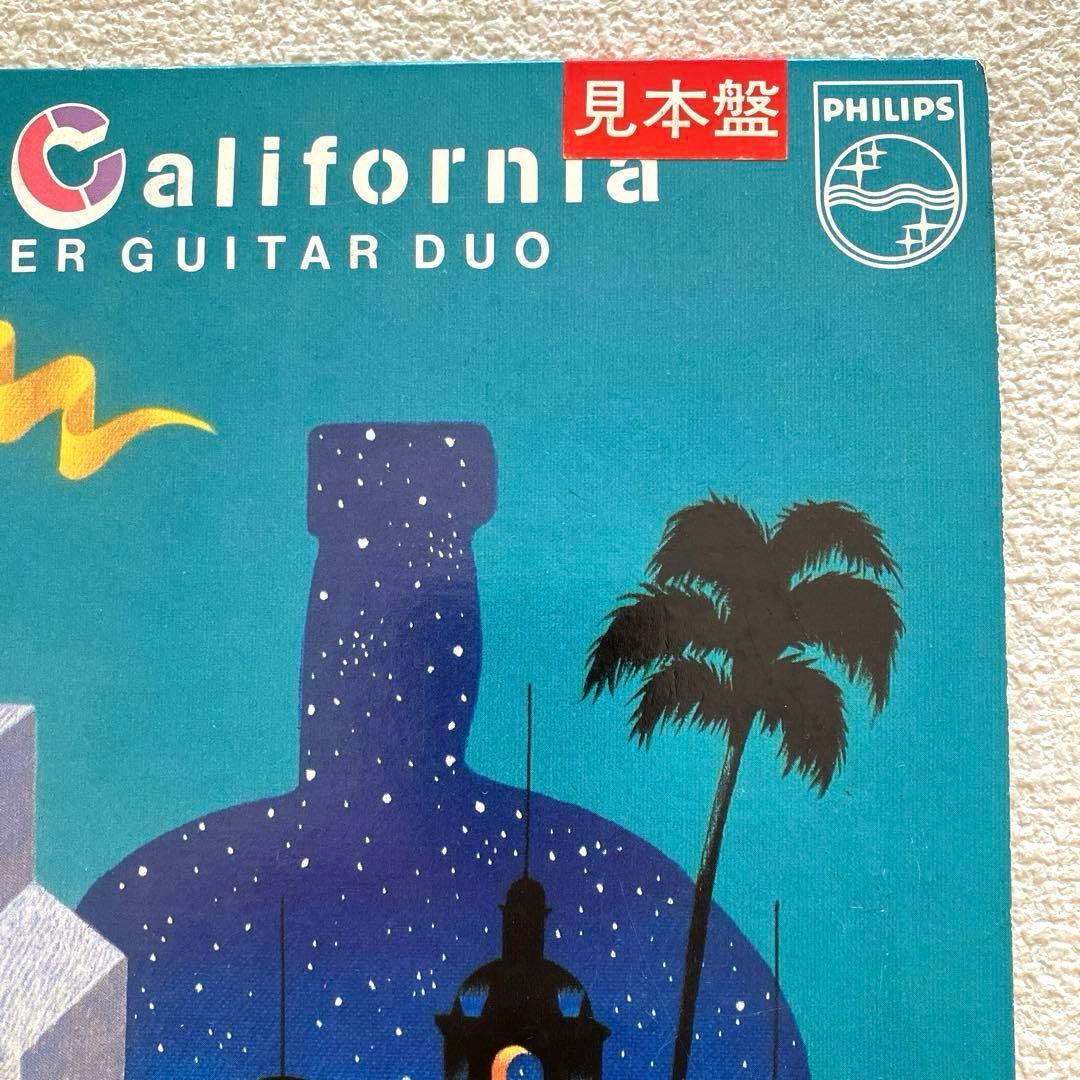 見本盤
PHILIPS
California
ER GUITAR DUO